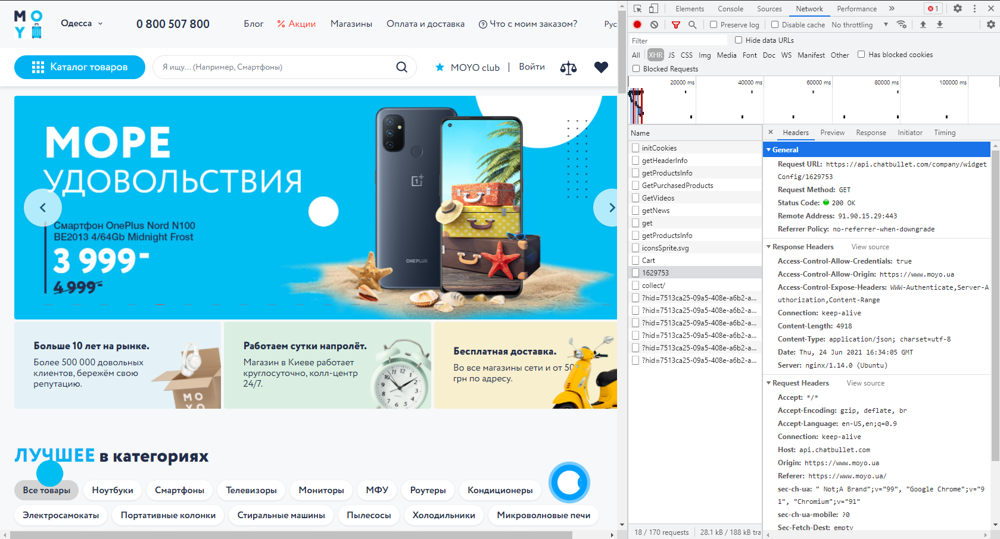 MOYO
Одесса
0 800 507 800
Блог
% Акции
Магазины
Оплата и доставка
Что с моим заказом?
Рус
Каталог товаров
Я ищу... (Например, Смартфоны)
MOYO club
Войти
МОРЕ
УДОВОЛЬСТВИЯ
Смартфон OnePlus Nord N100
BE2013 4/64Gb Midnight Frost
3 999-
4 999-
ONEPLUS
Больше 10 лет на рынке.
Более 500 000 довольных
клиентов, бережём свою
репутацию.
Работаем сутки напролёт.
Магазин в Киеве работает
круглосуточно, колл-центр
24/7.
Бесплатная доставка.
Во все магазины сети и от 50
грн по адресу.
ЛУЧШЕЕ в категориях
Все товары
Ноутбуки
Смартфоны
Телевизоры
Мониторы
МФУ
Роутеры
Кондиционеры
Электросамокаты
Портативные колонки
Стиральные машины
Пылесосы
Холодильники
Микроволновые печи
Elements
Console
Sources
Network
Performance
1
Preserve log
Disable cache
No throttling
Filter
Hide data URLs
All
XHR
JS
CSS
Img
Media
Font
Doc
WS
Manifest
Other
Has blocked cookies
Blocked Requests
20000 ms
40000 ms
60000 ms
80000 ms
100000 ms
Name
initCookies
getHeaderInfo
getProductsInfo
GetPurchasedProducts
GetVideos
getNews
get
getProductsInfo
iconsSprite.svg
Cart
1629753
collect/
?hid=7513ca25-09a5-408e-a6b2-a...
?hid=7513ca25-09a5-408e-a6b2-a...
?hid=7513ca25-09a5-408e-a6b2-a...
?hid=7513ca25-09a5-408e-a6b2-a...
?hid=7513ca25-09a5-408e-a6b2-a...
?hid=7513ca25-09a5-408e-a6b2-a...
18 / 170 requests
28.1 kB / 188 kB tra
Headers
Preview
Response
Initiator
Timing
General
Request URL: https://api.chatbullet.com/company/widget
Config/1629753
Request Method: GET
Status Code: 200 OK
Remote Address: 91.90.15.29:443
Referrer Policy: no-referrer-when-downgrade
Response Headers
View source
Access-Control-Allow-Credentials: true
Access-Control-Allow-Origin: https://www.moyo.ua
Access-Control-Expose-Headers: WWW-Authenticate,Server-A
uthorization,Content-Range
Connection: keep-alive
Content-Length: 4918
Content-Type: application/json; charset=utf-8
Date: Thu, 24 Jun 2021 16:34:05 GMT
Server: nginx/1.14.0 (Ubuntu)
Request Headers
View source
Accept: */*
Accept-Encoding: gzip, deflate, br
Accept-Language: en-US,en;q=0.9
Connection: keep-alive
Host: api.chatbullet.com
Origin: https://www.moyo.ua
Referer: https://www.moyo.ua/
sec-ch-ua: " Not;A Brand";v="99", "Google Chrome";v="9
1", "Chromium";v="91"
sec-ch-ua-mobile: ?0
Sec-Fetch-Dest: empty